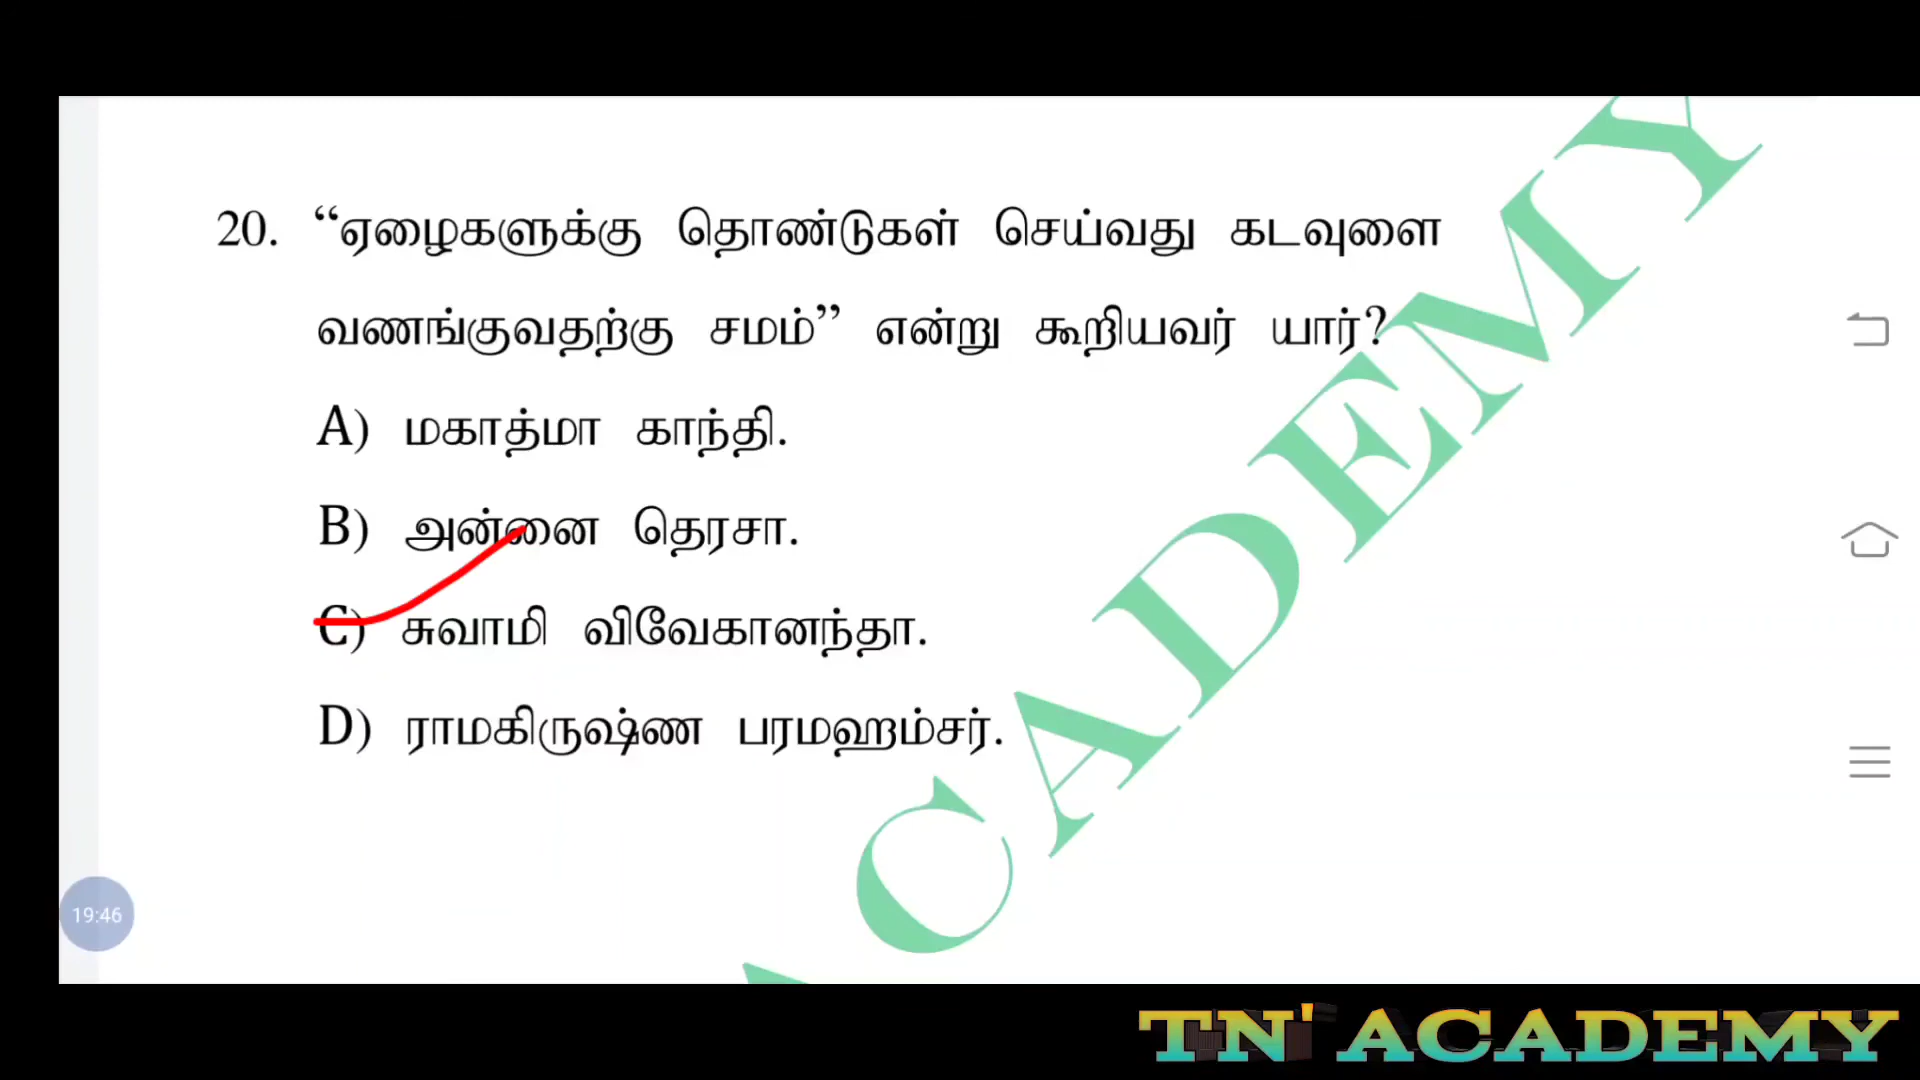 20. “ஏழைகளுக்கு தொண்டுகள் செய்வது கடவுளை
வணங்குவதற்கு சமம்” என்று கூறியவர் யார்?
A) மகாத்மா காந்தி.
B) அன்னை தெரசா.
C) சுவாமி விவேகானந்தா.
D) ராமகிருஷ்ண பரமஹம்சர்.
CADEMY
19:46
TN' ACADEMY